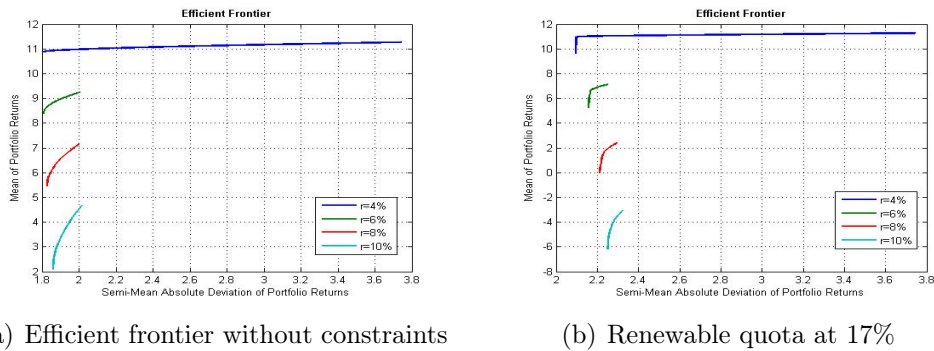 Efficient Frontier
12
11
10
9
8
7
6
5
4
3
2
Mean of Portfolio Returns
r=4%
r=6%
r=8%
r=10%
1.8 2 2.2 2.4 2.6 2.8 3 3.2 3.4 3.6 3.8
Semi-Mean Absolute Deviation of Portfolio Returns
) Efficient frontier without constraints
Efficient Frontier
12
10
8
6
4
2
0
-2
-4
-6
-8
Mean of Portfolio Returns
r=4%
r=6%
r=8%
r=10%
2 2.2 2.4 2.6 2.8 3 3.2 3.4 3.6 3.8
Semi-Mean Absolute Deviation of Portfolio Returns
(b) Renewable quota at 17%